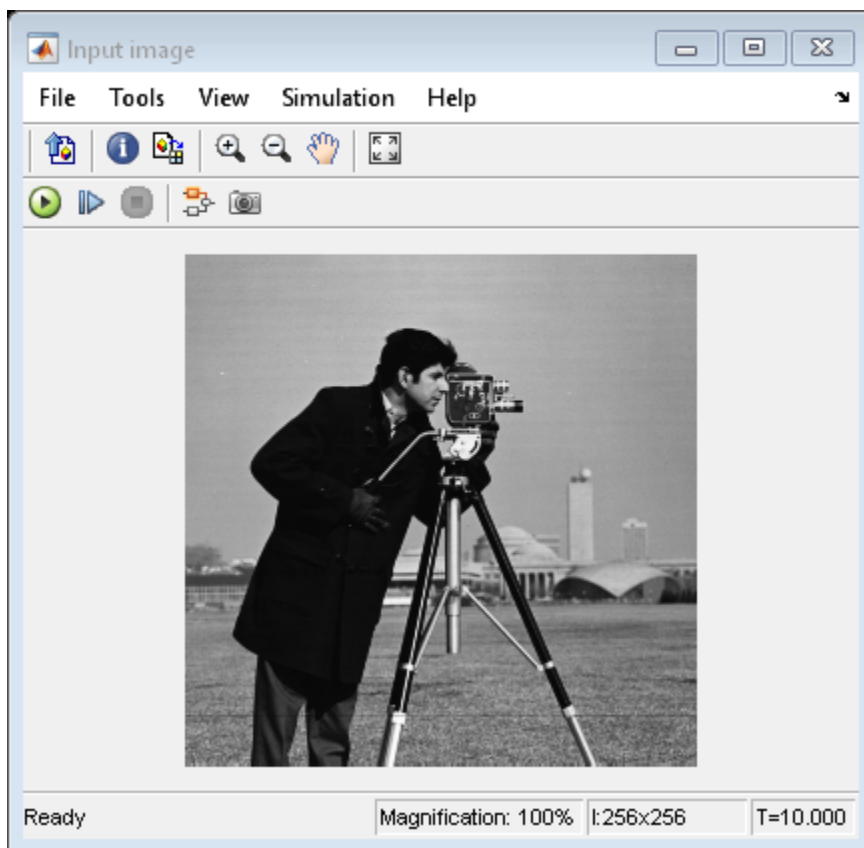 Input image
File Tools View Simulation Help
Ready Magnification: 100% I:256x256 T=10.000